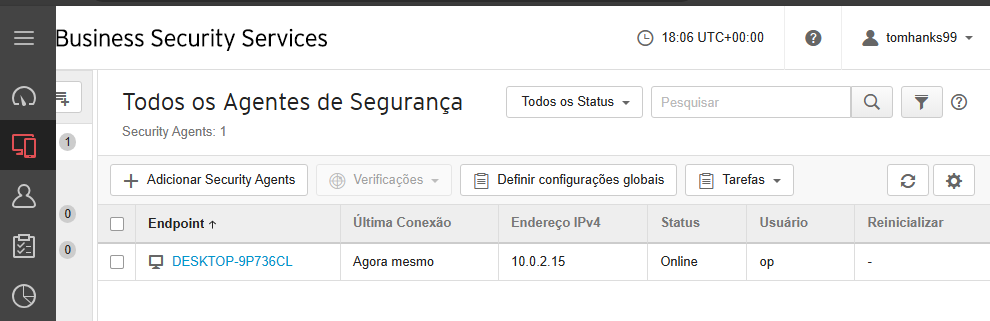 Business Security Services
18:06 UTC+00:00
tomhanks99
Todos os Agentes de Segurança
Todos os Status
Pesquisar
Security Agents: 1
1
Adicionar Security Agents
Verificações
Definir configurações globais
Tarefas
0
0
Endpoint
Última Conexão
Endereço IPv4
Status
Usuário
Reinicializar
DESKTOP-9P736CL
Agora mesmo
10.0.2.15
Online
op
-